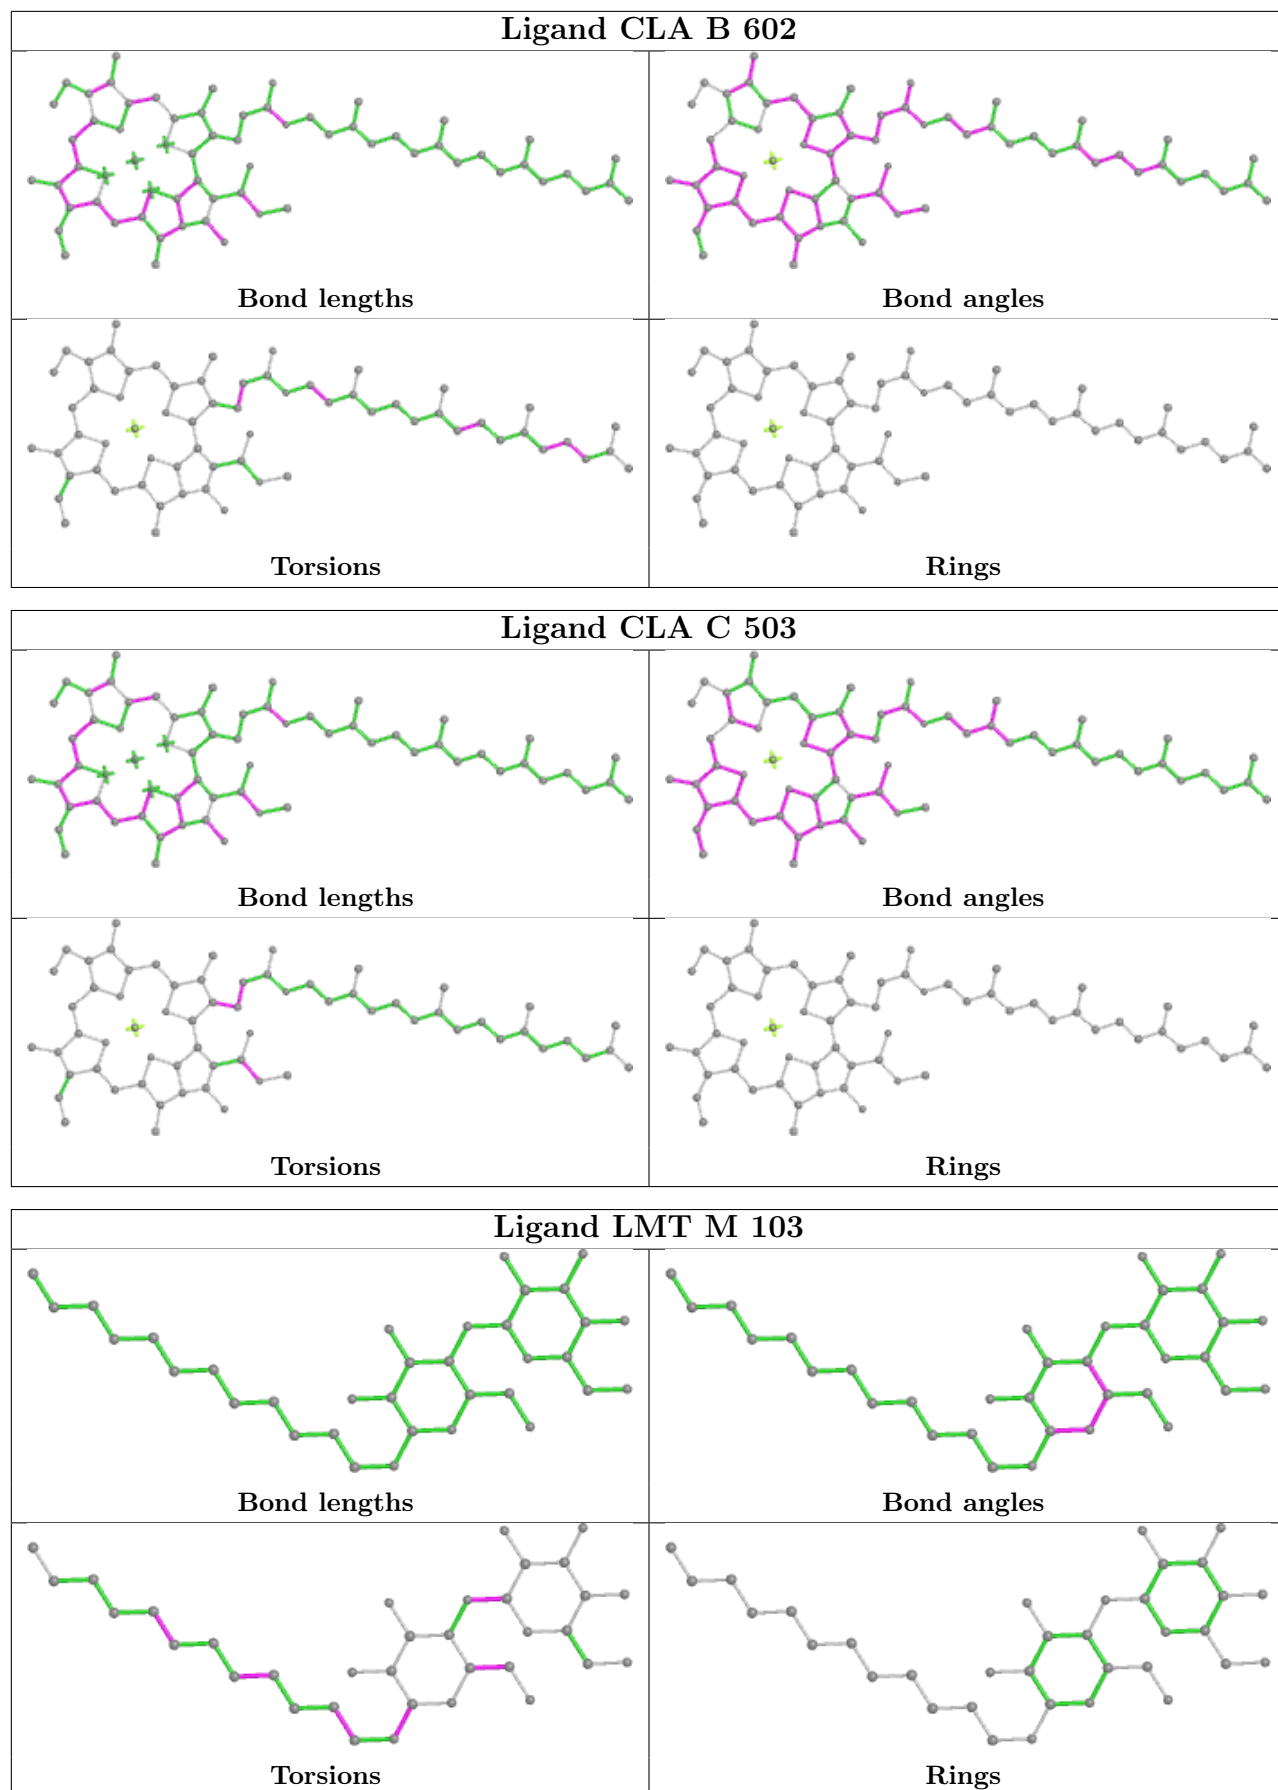 Ligand CLA B 602
Bond lengths
Bond angles
Torsions
Rings
Ligand CLA C 503
Bond lengths
Bond angles
Torsions
Rings
Ligand LMT M 103
Bond lengths
Bond angles
Torsions
Rings